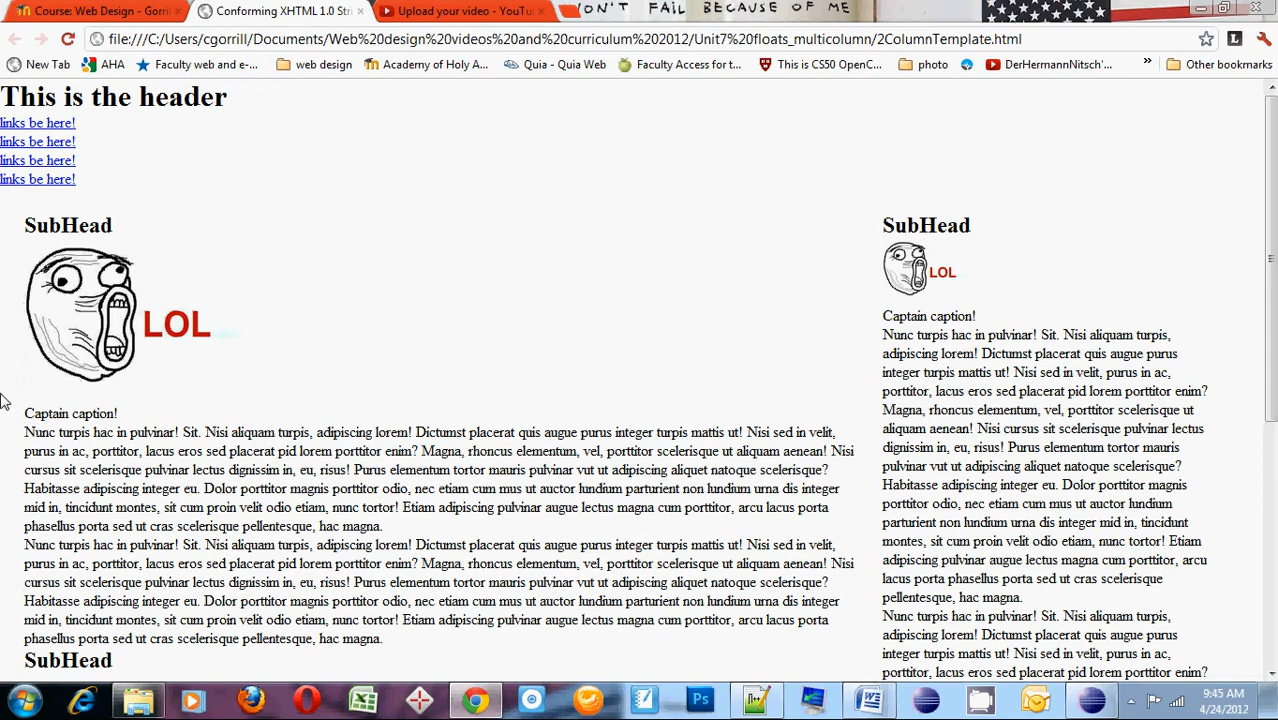 Course: Web Design - Gorril
Conforming XHTML 1.0 Stri
Upload your video - YouTu
ON'T FAIL BECAUSE OF ME
file:///C:/Users/cgorrill/Documents/Web%20design%20videos%20and%20curriculum%202012/Unit7%20floats_multicolumn/2ColumnTemplate.html
New Tab
AHA
Faculty web and e-...
web design
Academy of Holy A...
Quia - Quia Web
Faculty Access for t...
This is CS50 OpenC...
photo
DerHermannNitsch'...
»
Other bookmarks
This is the header
links be here!
links be here!
links be here!
links be here!
SubHead
LOL
Captain caption!
Nunc turpis hac in pulvinar! Sit. Nisi aliquam turpis, adipiscing lorem! Dictumst placerat quis augue purus integer turpis mattis ut! Nisi sed in velit,
purus in ac, porttitor, lacus eros sed placerat pid lorem porttitor enim? Magna, rhoncus elementum, vel, porttitor scelerisque ut aliquam aenean! Nisi
cursus sit scelerisque pulvinar lectus dignissim in, eu, risus! Purus elementum tortor mauris pulvinar vut ut adipiscing aliquet natoque scelerisque?
Habitasse adipiscing integer eu. Dolor porttitor magnis porttitor odio, nec etiam cum mus ut auctor lundium parturient non lundium urna dis integer
mid in, tincidunt montes, sit cum proin velit odio etiam, nunc tortor! Etiam adipiscing pulvinar augue lectus magna cum porttitor, arcu lacus porta
phasellus porta sed ut cras scelerisque pellentesque, hac magna.
Nunc turpis hac in pulvinar! Sit. Nisi aliquam turpis, adipiscing lorem! Dictumst placerat quis augue purus integer turpis mattis ut! Nisi sed in velit,
purus in ac, porttitor, lacus eros sed placerat pid lorem porttitor enim? Magna, rhoncus elementum, vel, porttitor scelerisque ut aliquam aenean! Nisi
cursus sit scelerisque pulvinar lectus dignissim in, eu, risus! Purus elementum tortor mauris pulvinar vut ut adipiscing aliquet natoque scelerisque?
Habitasse adipiscing integer eu. Dolor porttitor magnis porttitor odio, nec etiam cum mus ut auctor lundium parturient non lundium urna dis integer
mid in, tincidunt montes, sit cum proin velit odio etiam, nunc tortor! Etiam adipiscing pulvinar augue lectus magna cum porttitor, arcu lacus porta
phasellus porta sed ut cras scelerisque pellentesque, hac magna.
SubHead
SubHead
LOL
Captain caption!
Nunc turpis hac in pulvinar! Sit. Nisi aliquam turpis,
adipiscing lorem! Dictumst placerat quis augue purus
integer turpis mattis ut! Nisi sed in velit, purus in ac,
porttitor, lacus eros sed placerat pid lorem porttitor enim?
Magna, rhoncus elementum, vel, porttitor scelerisque ut
aliquam aenean! Nisi cursus sit scelerisque pulvinar lectus
dignissim in, eu, risus! Purus elementum tortor mauris
pulvinar vut ut adipiscing aliquet natoque scelerisque?
Habitasse adipiscing integer eu. Dolor porttitor magnis
porttitor odio, nec etiam cum mus ut auctor lundium
parturient non lundium urna dis integer mid in, tincidunt
montes, sit cum proin velit odio etiam, nunc tortor! Etiam
adipiscing pulvinar augue lectus magna cum porttitor, arcu
lacus porta phasellus porta sed ut cras scelerisque
pellentesque, hac magna.
Nunc turpis hac in pulvinar! Sit. Nisi aliquam turpis,
adipiscing lorem! Dictumst placerat quis augue purus
integer turpis mattis ut! Nisi sed in velit, purus in ac,
porttitor, lacus eros sed placerat pid lorem porttitor enim?
9:45 AM
4/24/2012